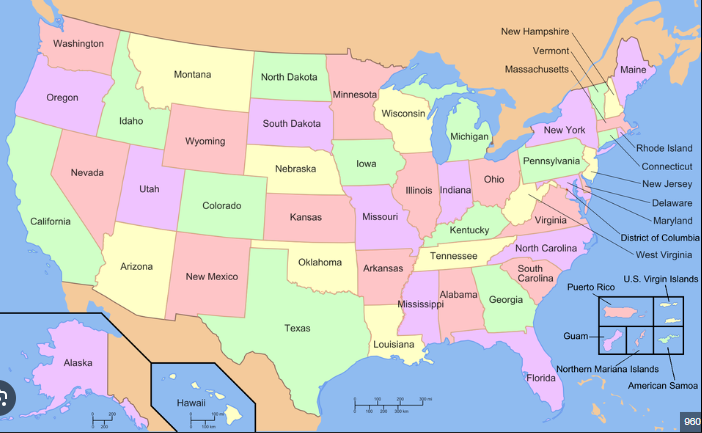 New Hampshire
Vermont
Massachusetts
Washington
Montana
North Dakota
Minnesota
Maine
Oregon
Idaho
Wyoming
South Dakota
Wisconsin
Michigan
New York
Rhode Island
Connecticut
New Jersey
Delaware
Maryland
District of Columbia
West Virginia
Nevada
Utah
Colorado
Nebraska
Iowa
Illinois
Indiana
Ohio
Pennsylvania
California
Kansas
Missouri
Kentucky
Virginia
Arizona
New Mexico
Oklahoma
Arkansas
Tennessee
North Carolina
South
Carolina
Texas
Louisiana
Mississippi
Alabama
Georgia
Florida
Alaska
Hawaii
U.S. Virgin Islands
Puerto Rico
Guam
Northern Mariana Islands
American Samoa
960